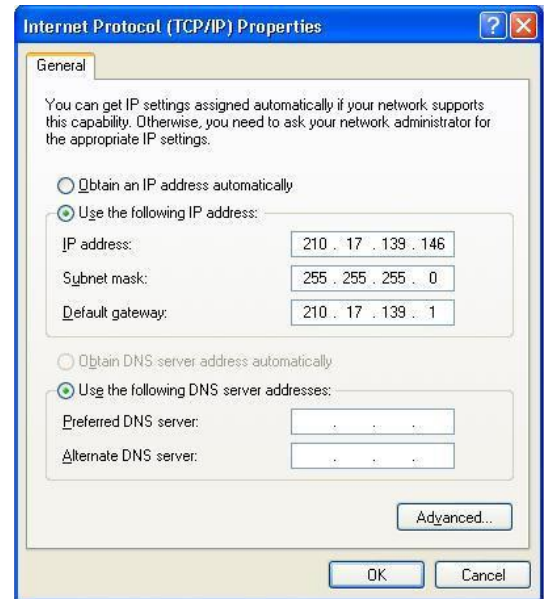 Internet Protocol (TCP/IP) Properties
General
You can get IP settings assigned automatically if your network supports
this capability. Otherwise, you need to ask your network administrator for
the appropriate IP settings.
Obtain an IP address automatically
Use the following IP address:
IP address: 210 . 17 . 139 . 146
Subnet mask: 255 . 255 . 255 . 0
Default gateway: 210 . 17 . 139 . 1
Obtain DNS server address automatically
Use the following DNS server addresses:
Preferred DNS server: . . .
Alternate DNS server: . . .
Advanced...
OK Cancel